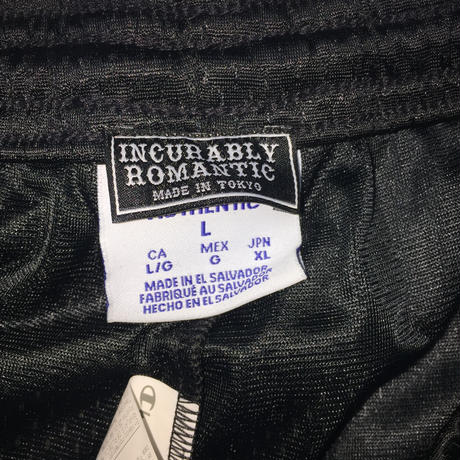 INCURABLY
ROMANTIC
MADE IN TOKYO
AUTHENTIC
L
CA MEX JPN
L/G G XL
MADE IN EL SALVADOR
FABRIQUÉ AU SALVADOR
HECHO EN EL SALVADOR